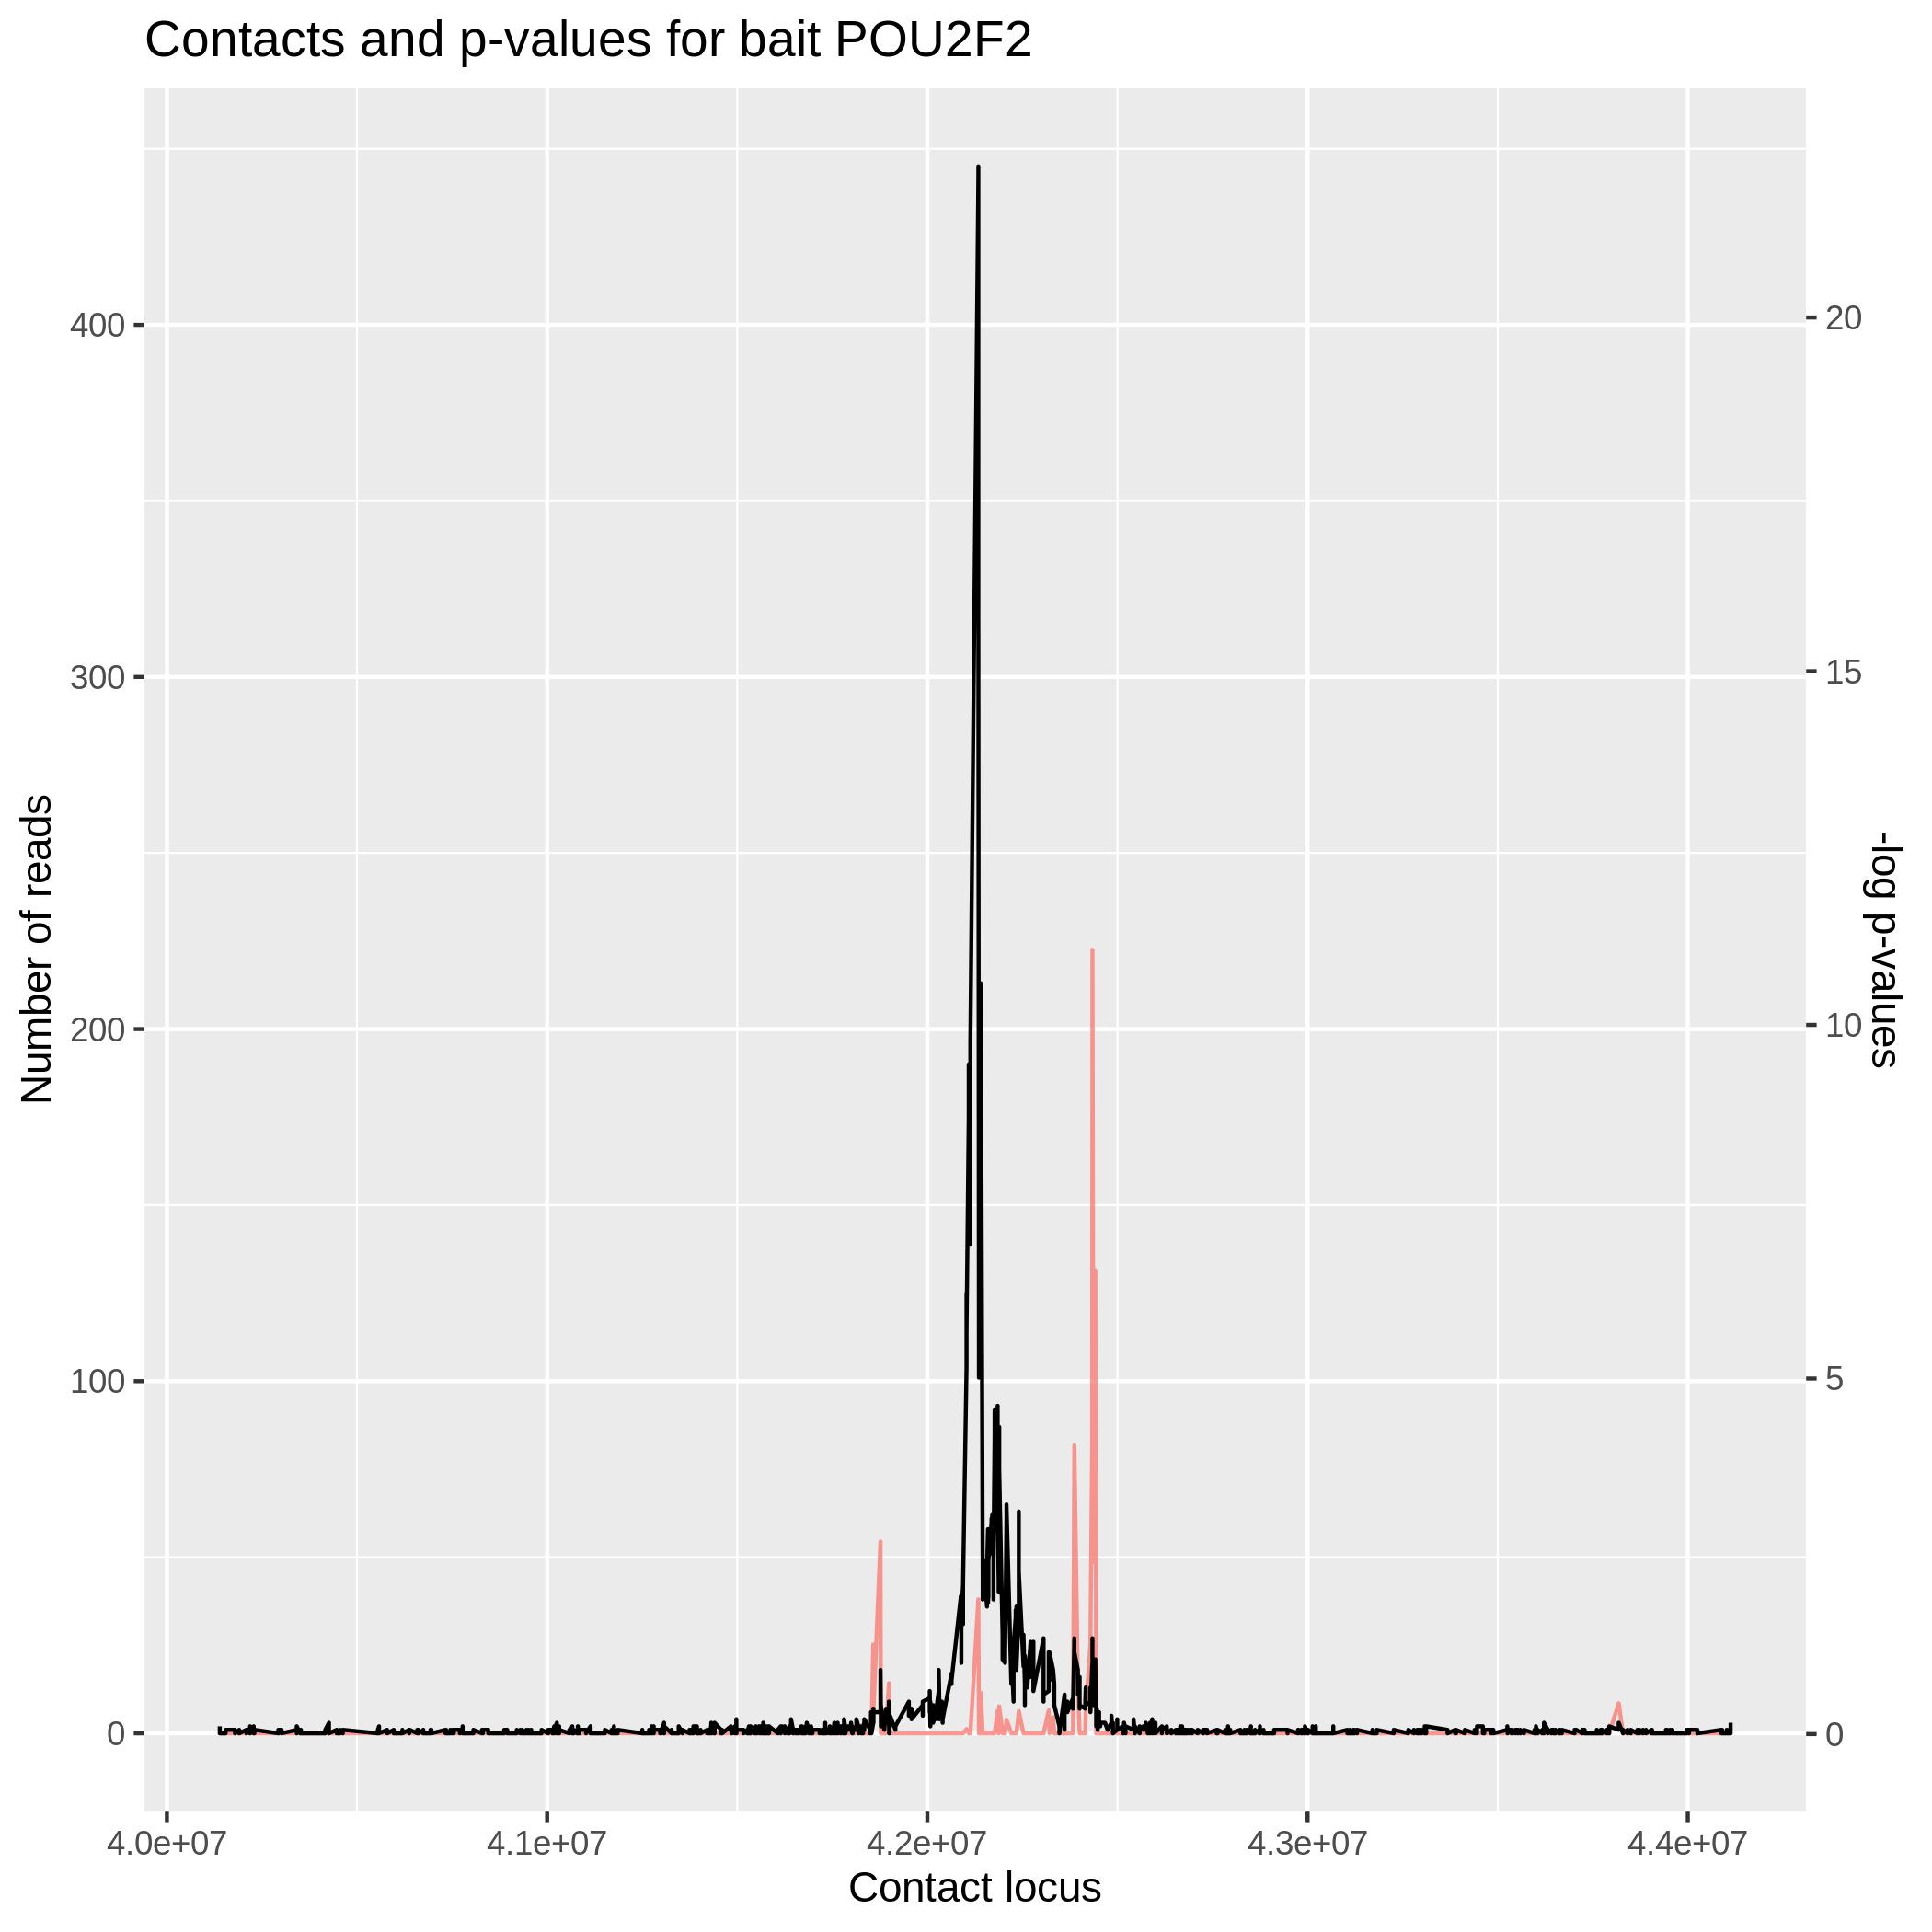 Contacts and p-values for bait POU2F2
Number of reads
400
300
200
100
0
20
15
10
5
0
-log p-values
4.0e+07
4.1e+07
4.2e+07
4.3e+07
4.4e+07
Contact locus